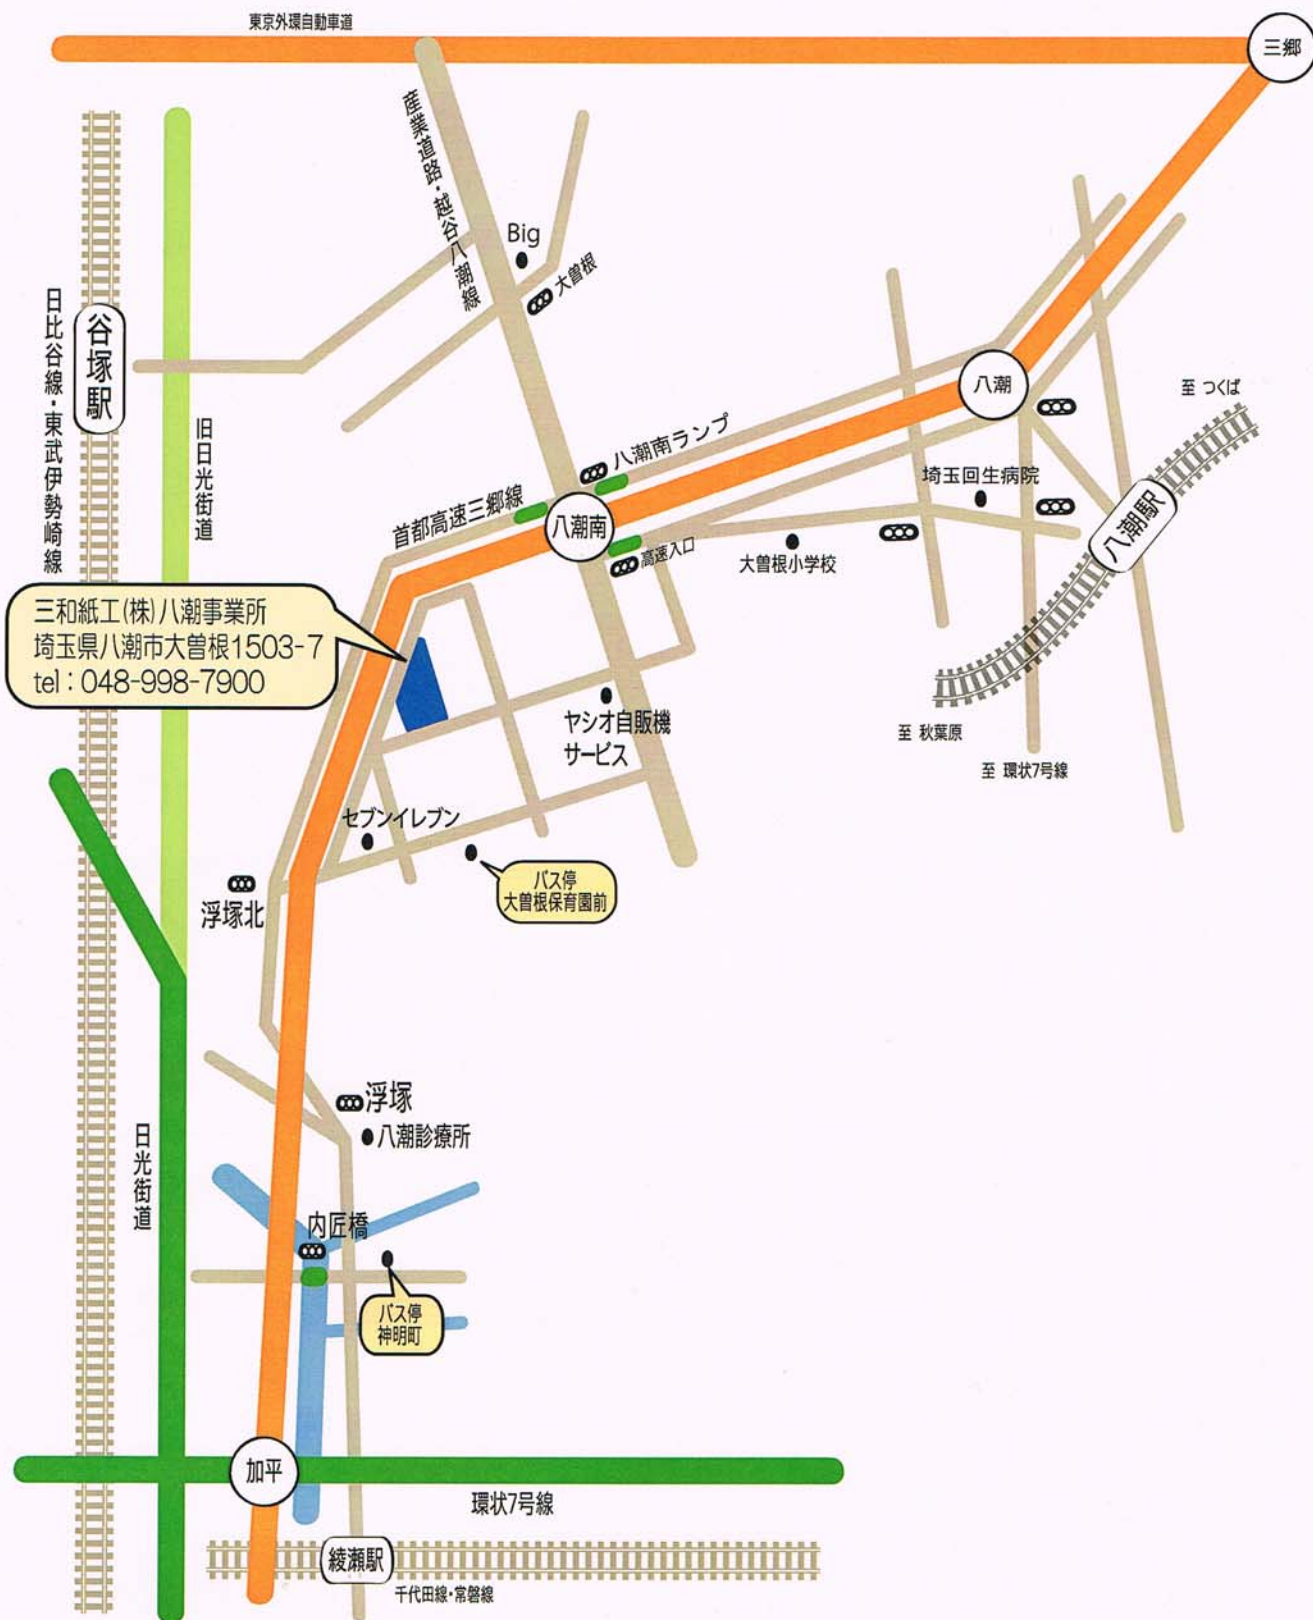 東京外環自動車道
三郷
産業道路・越谷八潮線
Big
大曽根
谷塚駅
日比谷線・東武伊勢崎線
旧日光街道
八潮
至 つくば
八潮南ランプ
首都高速三郷線
八潮南
高速入口
埼玉回生病院
大曽根小学校
八潮駅
三和紙工(株)八潮事業所
埼玉県八潮市大曽根1503-7
tel：048-998-7900
ヤシオ自販機
サービス
至 秋葉原
至 環状7号線
セブンイレブン
バス停
大曽根保育園前
浮塚北
浮塚
八潮診療所
日光街道
内匠橋
バス停
神明町
加平
環状7号線
綾瀬駅
千代田線・常磐線